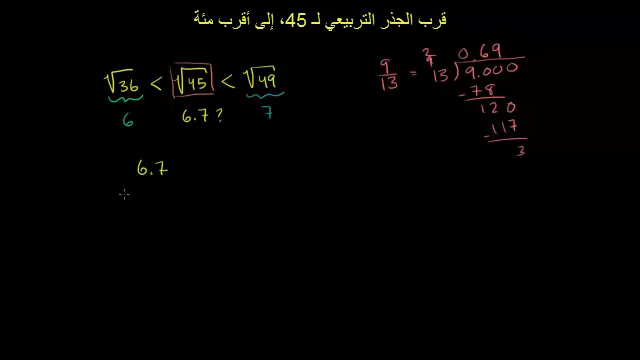 قرب الجذر التربيعي لـ 45، إلى أقرب مئة
√36 < √45 < √49
6 6.7? 7
6.7
0.69
9/13 = 13)9.000
-78
120
-117
3